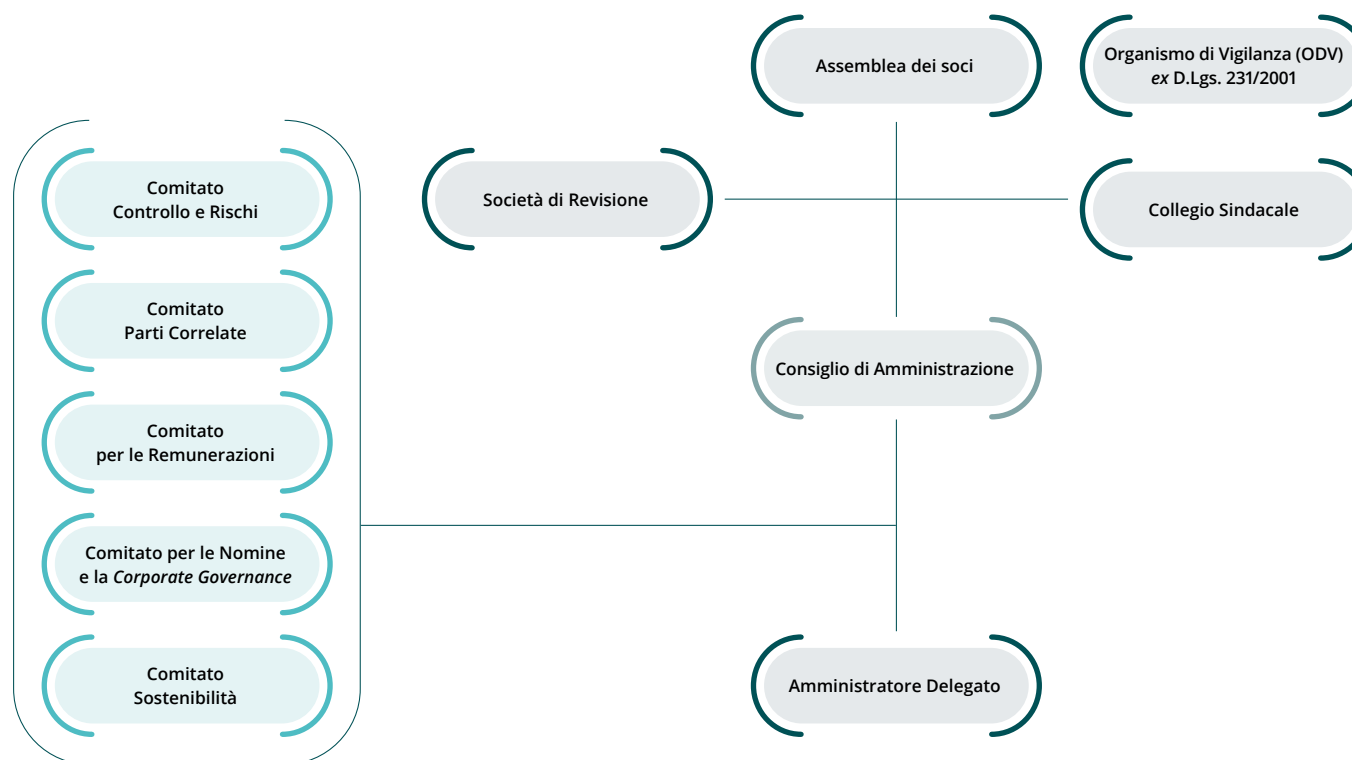 Assemblea dei soci
Organismo di Vigilanza (ODV)
ex D.Lgs. 231/2001
Comitato
Controllo e Rischi
Società di Revisione
Collegio Sindacale
Comitato
Parti Correlate
Consiglio di Amministrazione
Comitato
per le Remunerazioni
Comitato per le Nomine
e la Corporate Governance
Comitato
Sostenibilità
Amministratore Delegato